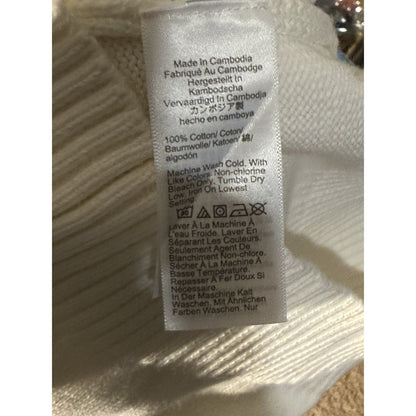 Made In Cambodia
Fabriqué Au Cambodge
Hergestellt In
Kambodscha
Vervaardigd In Cambodja
カンボジア製
hecho en camboya
100% Cotton/ Coton/
Baumwolle/ Katoen/ 綿/
algodón
Machine Wash Cold, With
Like Colors. Non-chlorine
Bleach Only, Tumble Dry
Low, Iron On Lowest
Setting
Laver À La Machine À
L'eau Froide. Laver En
Séparant Les Couleurs.
Seulement Agent De
Blanchiment Non-chlore.
Sécher À La Machine À
Basse Température.
Repasser À Fer Doux Si
Nécessaire.
In Der Maschine Kalt
Waschen. Mit Ähnlichen
Farben Waschen. Nur